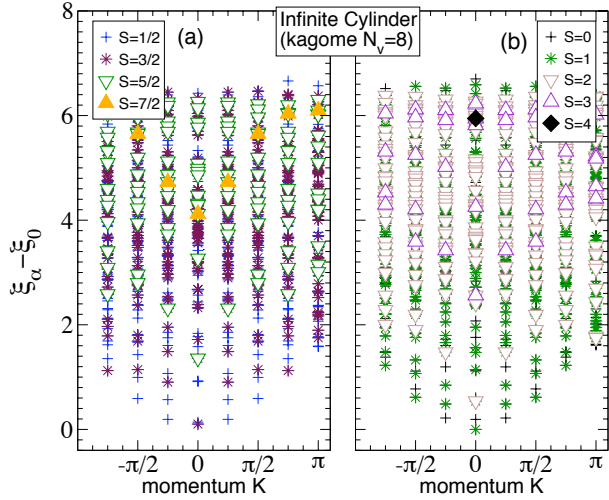 Infinite Cylinder
(kagome N_v=8)
(a)
S=1/2
S=3/2
S=5/2
S=7/2
(b)
S=0
S=1
S=2
S=3
S=4
8
6
4
2
0
ξ_α−ξ_0
-π/2 0 π/2 π
momentum K
-π/2 0 π/2 π
momentum K